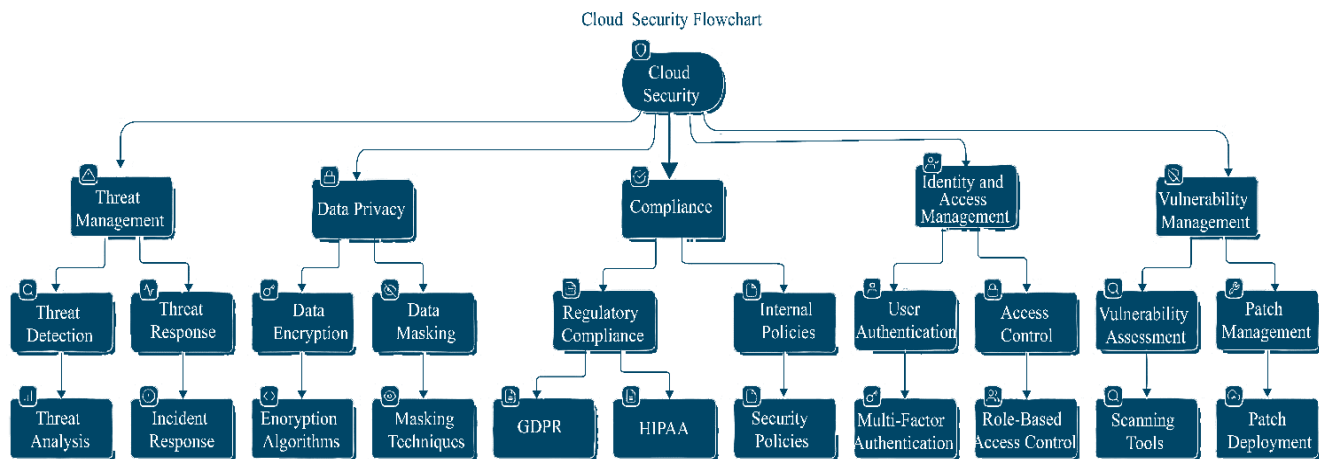 Cloud Security Flowchart
Cloud
Security
Threat
Management
Data Privacy
Compliance
Identity and
Access
Management
Vulnerability
Management
Threat
Detection
Threat
Response
Data
Encryption
Data
Masking
Regulatory
Compliance
Internal
Policies
User
Authentication
Access
Control
Vulnerability
Assessment
Patch
Management
Threat
Analysis
Incident
Response
Enoryption
Algorithms
Masking
Techniques
GDPR
HIPAA
Security
Policies
Multi-Factor
Authentication
Role-Based
Access Control
Scanning
Tools
Patch
Deployment